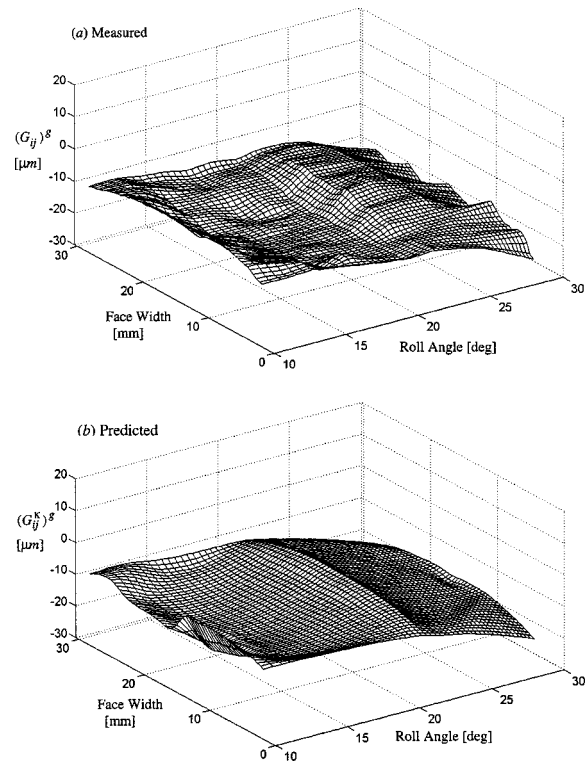 (a) Measured
20
10
(G_ij)^g
0
[μm]
-10
-20
-30
30
20
Face Width
[mm]
10
0
10
15
20
25
30
Roll Angle [deg]
(b) Predicted
20
10
(G_ij^κ)^g
0
[μm]
-10
-20
-30
30
20
Face Width
[mm]
10
0
10
15
20
25
30
Roll Angle [deg]